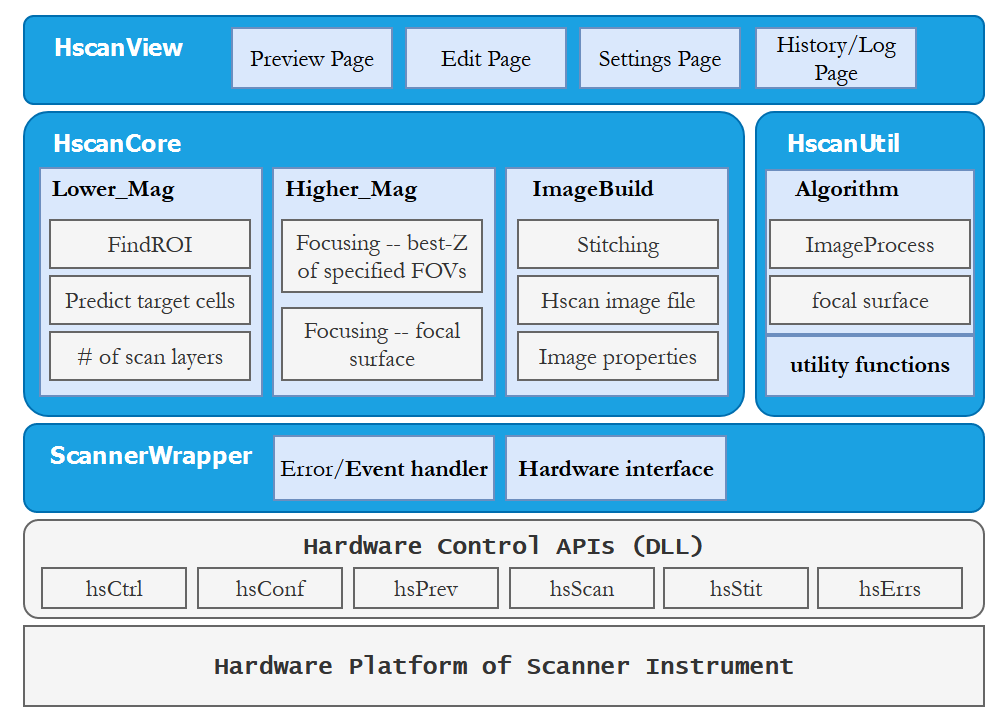 HscanView
Preview Page
Edit Page
Settings Page
History/Log
Page
HscanCore
Lower_Mag
FindROI
Predict target cells
# of scan layers
Higher_Mag
Focusing -- best-Z
of specified FOVs
Focusing -- focal
surface
ImageBuild
Stitching
Hscan image file
Image properties
HscanUtil
Algorithm
ImageProcess
focal surface
utility functions
ScannerWrapper
Error/Event handler
Hardware interface
Hardware Control APIs (DLL)
hsCtrl
hsConf
hsPrev
hsScan
hsStit
hsErrs
Hardware Platform of Scanner Instrument